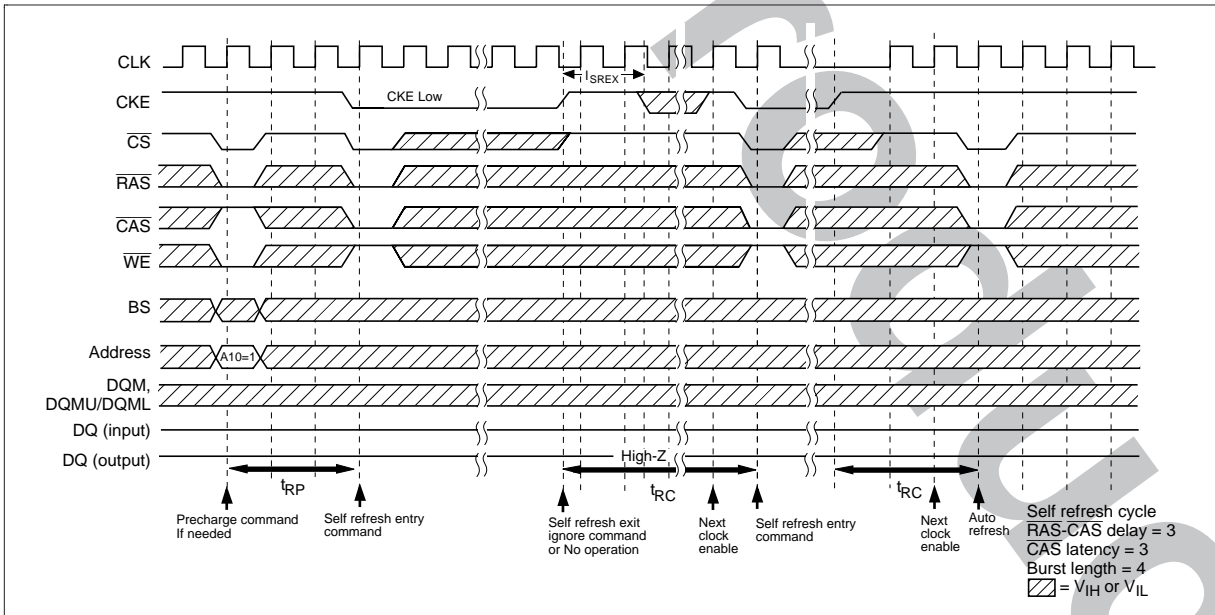 CLK
l SREX
CKE
CKE Low
CS
RAS
CAS
WE
BS
Address
A10=1
DQM,
DQMU/DQML
DQ (input)
DQ (output)
High-Z
tRP
tRC
tRC
Precharge command
If needed
Self refresh entry
command
Self refresh exit
ignore command
or No operation
Next
clock
enable
Self refresh entry
command
Next
clock
enable
Auto
refresh
Self refresh cycle
RAS-CAS delay = 3
CAS latency = 3
Burst length = 4
= VIH or VIL